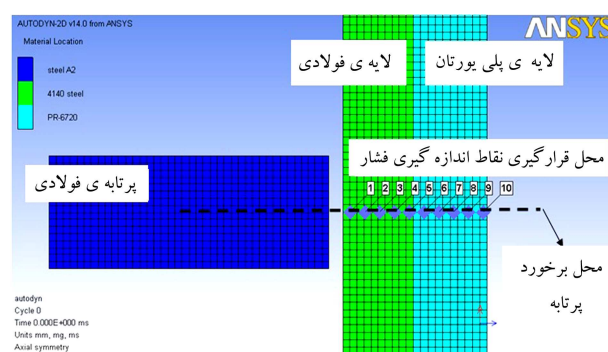 AUTODYN-2D v14.0 from ANSYS
Material Location
steel A2
4140 steel
PR-6720
ANSYS
لایه ی فولادی
لایه ی پلی یورتان
محل قرارگیری نقاط اندازه گیری فشار
پرتابه ی فولادی
1 2 3 4 5 6 7 8 9 10
محل برخورد
پرتابه
autodyn
Cycle 0
Time 0.000E+000 ms
Units mm, mg, ms
Axial symmetry